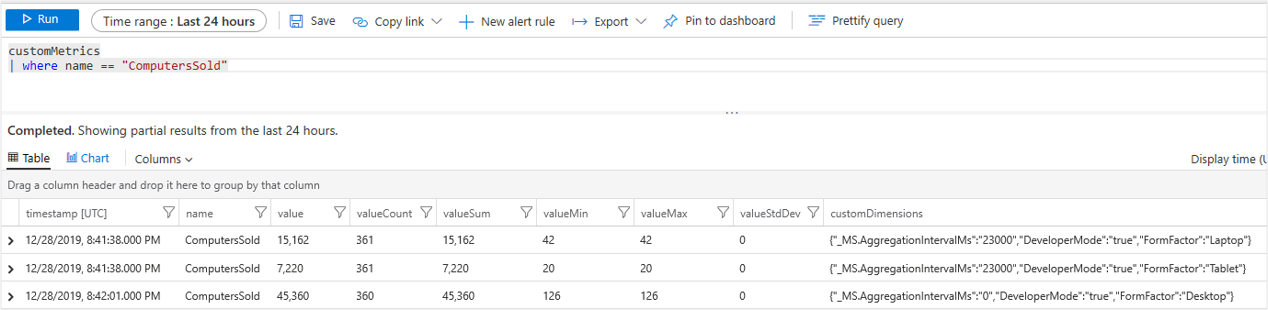 Run Time range : Last 24 hours Save Copy link New alert rule Export Pin to dashboard Prettify query
customMetrics
| where name == "ComputersSold"
...
Completed. Showing partial results from the last 24 hours.
Table Chart Columns Display time (U
Drag a column header and drop it here to group by that column
timestamp [UTC] name value valueCount valueSum valueMin valueMax valueStdDev customDimensions
12/28/2019, 8:41:38.000 PM ComputersSold 15,162 361 15,162 42 42 0 {"_MS.AggregationIntervalMs":"23000","DeveloperMode":"true","FormFactor":"Laptop"}
12/28/2019, 8:41:38.000 PM ComputersSold 7,220 361 7,220 20 20 0 {"_MS.AggregationIntervalMs":"23000","DeveloperMode":"true","FormFactor":"Tablet"}
12/28/2019, 8:42:01.000 PM ComputersSold 45,360 360 45,360 126 126 0 {"_MS.AggregationIntervalMs":"0","DeveloperMode":"true","FormFactor":"Desktop"}